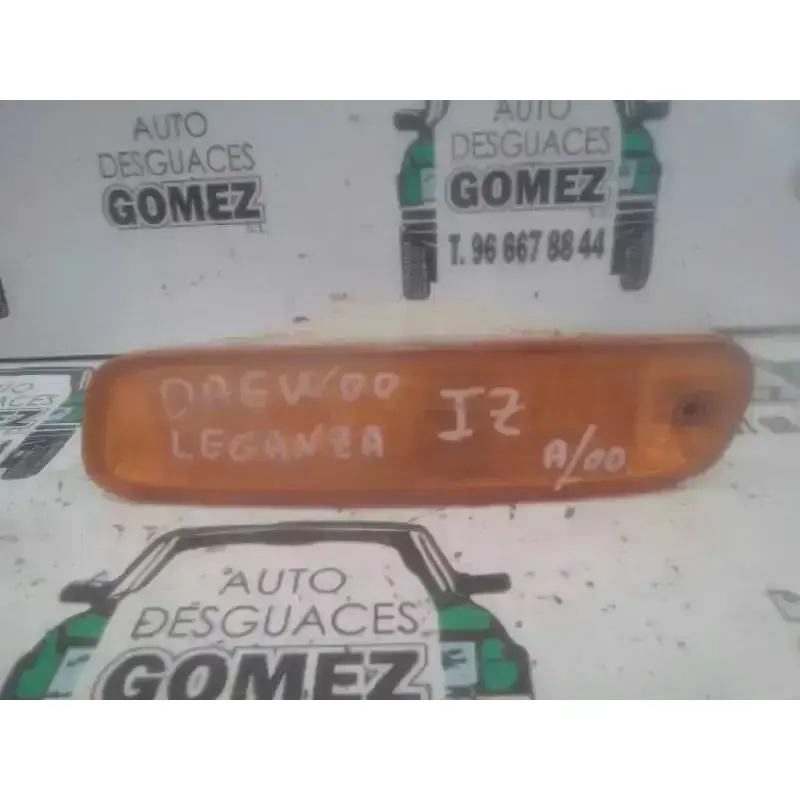 AUTO
DESGUACES
GOMEZ
S.L.
AUTO
DESGUACES
GOMEZ
T. 96 667 88 44
DAEWOO
LEGANZA
IZ
A/00
AUTO
DESGUACES
GOMEZ